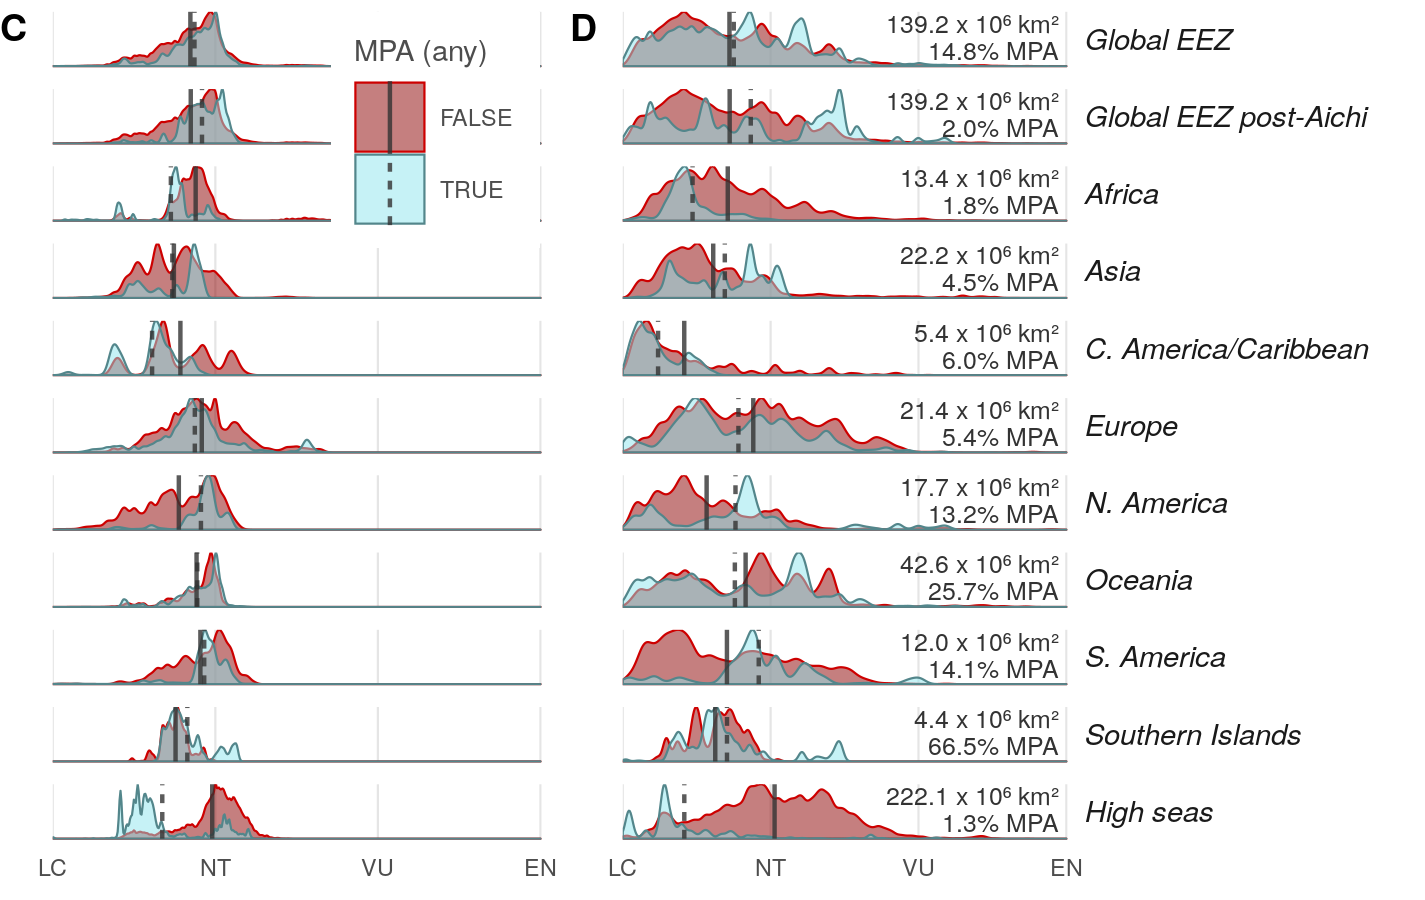 C
MPA (any)
FALSE
TRUE
LC NT VU EN
D
139.2 x 10⁶ km²
14.8% MPA
Global EEZ
139.2 x 10⁶ km²
2.0% MPA
Global EEZ post-Aichi
13.4 x 10⁶ km²
1.8% MPA
Africa
22.2 x 10⁶ km²
4.5% MPA
Asia
5.4 x 10⁶ km²
6.0% MPA
C. America/Caribbean
21.4 x 10⁶ km²
5.4% MPA
Europe
17.7 x 10⁶ km²
13.2% MPA
N. America
42.6 x 10⁶ km²
25.7% MPA
Oceania
12.0 x 10⁶ km²
14.1% MPA
S. America
4.4 x 10⁶ km²
66.5% MPA
Southern Islands
222.1 x 10⁶ km²
1.3% MPA
High seas
LC NT VU EN